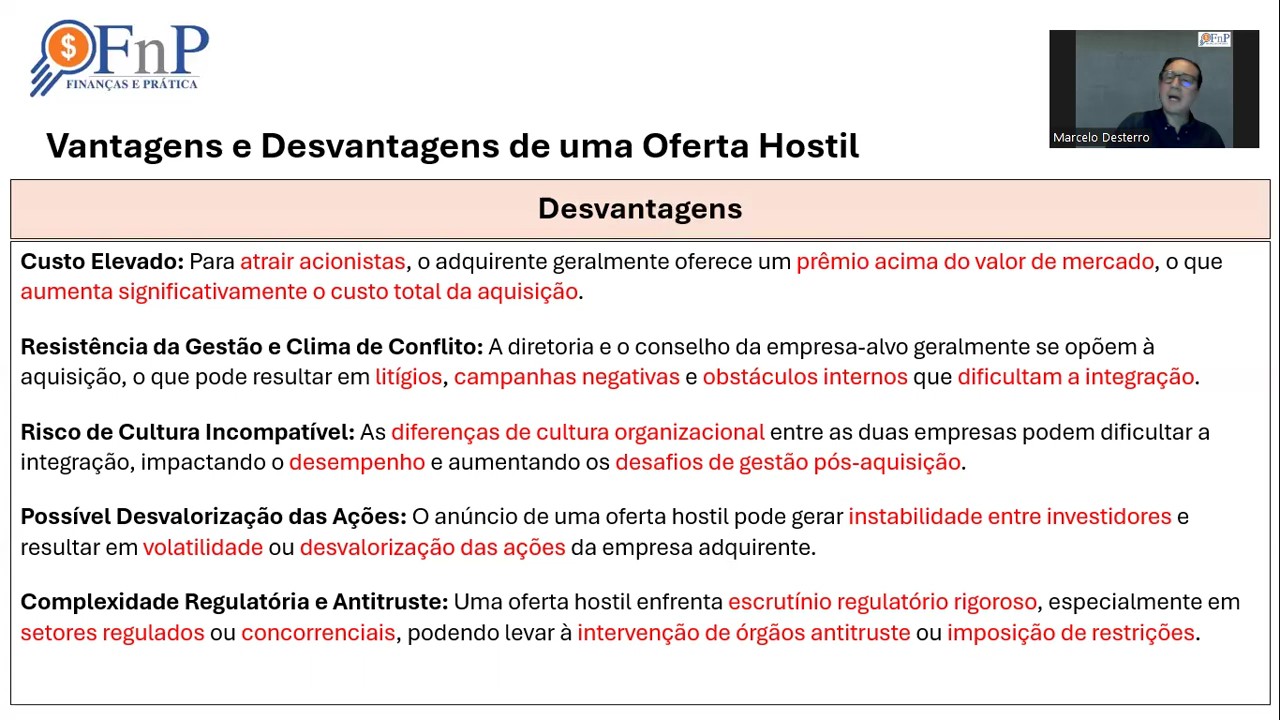 FnP
FINANÇAS E PRÁTICA
Marcelo Desterro
Vantagens e Desvantagens de uma Oferta Hostil
Desvantagens
Custo Elevado: Para atrair acionistas, o adquirente geralmente oferece um prêmio acima do valor de mercado, o que
aumenta significativamente o custo total da aquisição.
Resistência da Gestão e Clima de Conflito: A diretoria e o conselho da empresa-alvo geralmente se opõem à
aquisição, o que pode resultar em litígios, campanhas negativas e obstáculos internos que dificultam a integração.
Risco de Cultura Incompatível: As diferenças de cultura organizacional entre as duas empresas podem dificultar a
integração, impactando o desempenho e aumentando os desafios de gestão pós-aquisição.
Possível Desvalorização das Ações: O anúncio de uma oferta hostil pode gerar instabilidade entre investidores e
resultar em volatilidade ou desvalorização das ações da empresa adquirente.
Complexidade Regulatória e Antitruste: Uma oferta hostil enfrenta escrutínio regulatório rigoroso, especialmente em
setores regulados ou concorrenciais, podendo levar à intervenção de órgãos antitruste ou imposição de restrições.